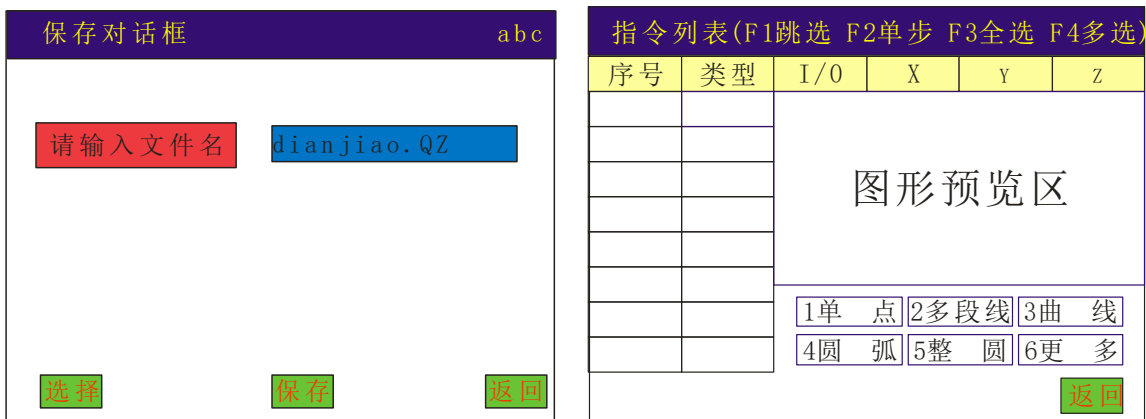 保存对话框 abc
请输入文件名 dianjiao.QZ
选择 保存 返回
指令列表(F1跳选 F2单步 F3全选 F4多选)
序号 类型 I/0 X Y Z
图形预览区
1单 点 2多段线 3曲 线
4圆 弧 5整 圆 6更 多
返回